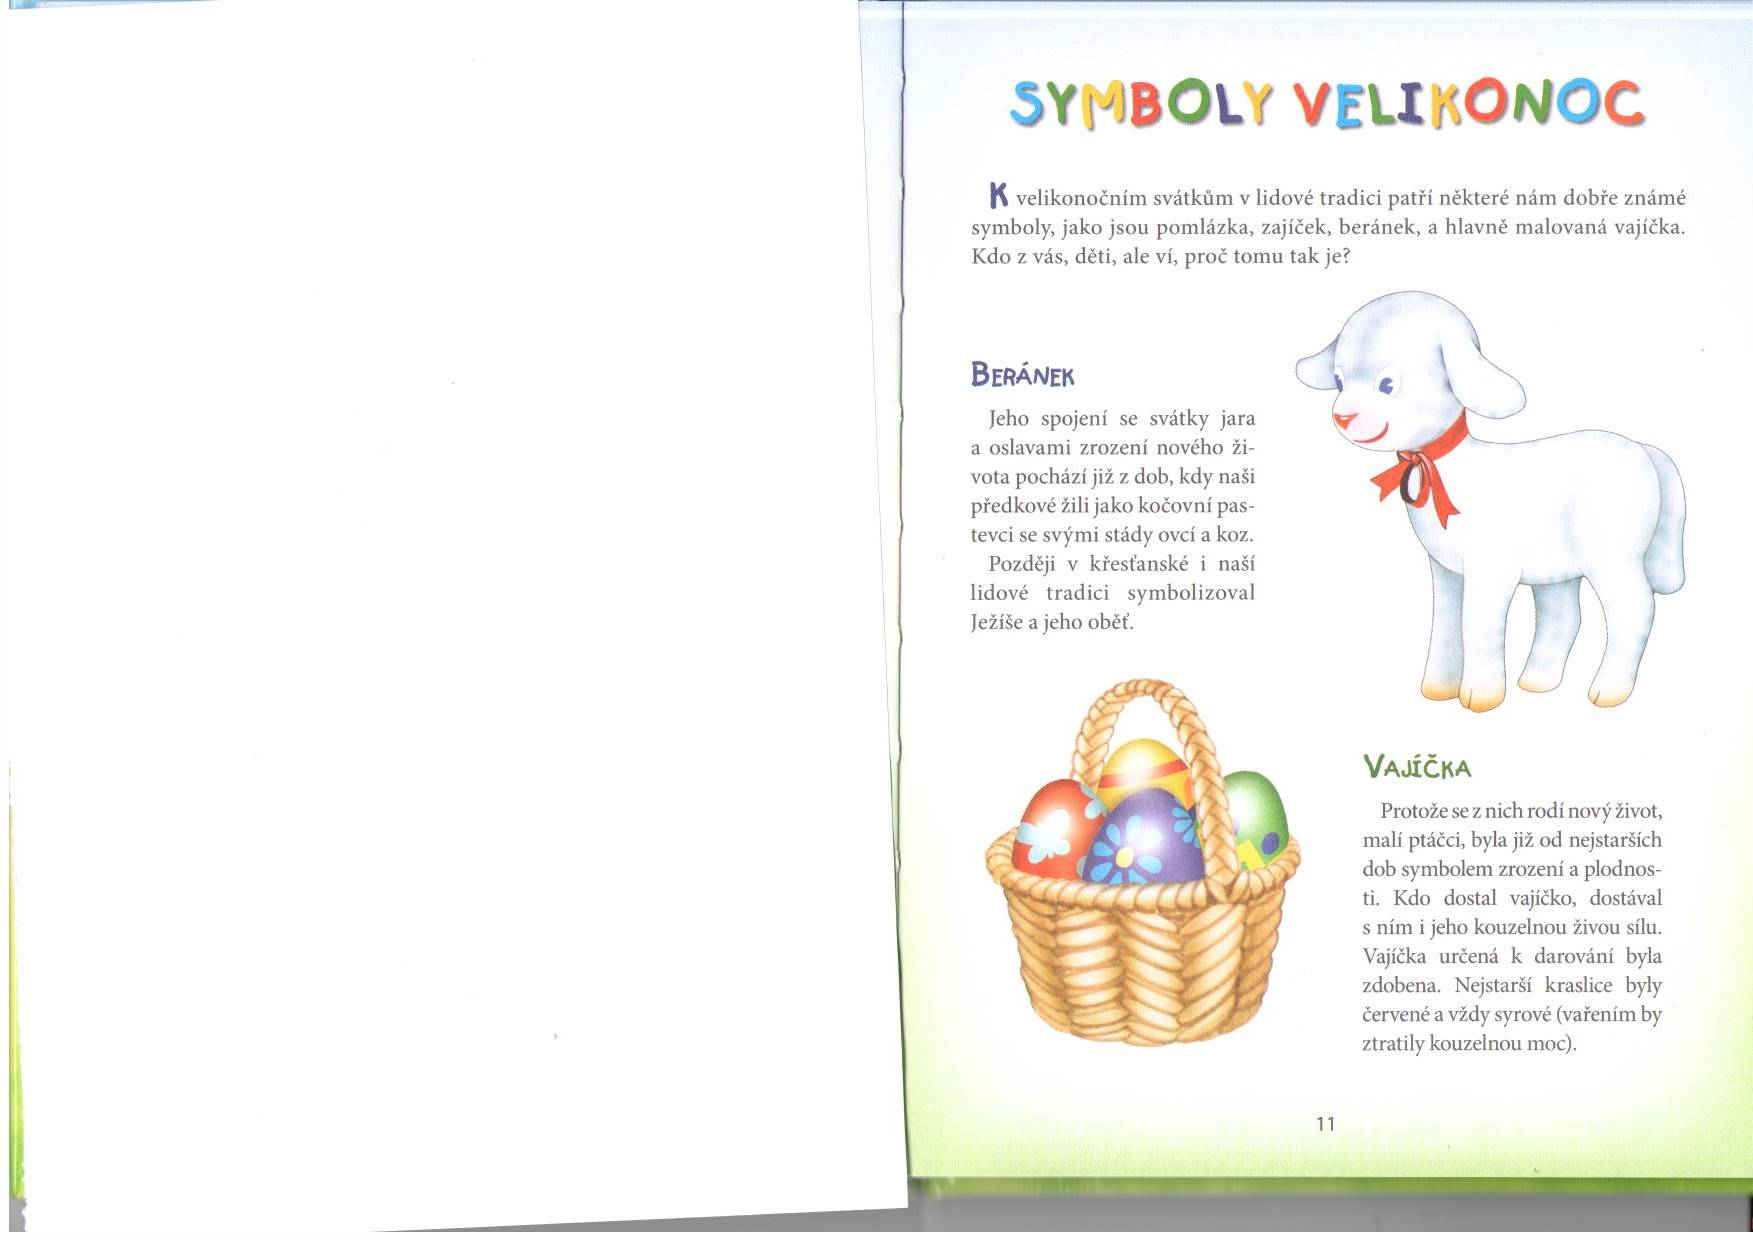 SYMBOLY VELIKONOC
K velikonočním svátkům v lidové tradici patří některé nám dobře známé
symboly, jako jsou pomlázka, zajíček, beránek, a hlavně malovaná vajíčka.
Kdo z vás, děti, ale ví, proč tomu tak je?
BERÁNEK
Jeho spojení se svátky jara
a oslavami zrození nového ži-
vota pochází již z dob, kdy naši
předkové žili jako kočovní pas-
tevci se svými stády ovcí a koz.
Později v křesťanské i naší
lidové tradici symbolizoval
Ježíše a jeho oběť.
VAJÍČKA
Protože se z nich rodí nový život,
malí ptáčci, byla již od nejstarších
dob symbolem zrození a plodnos-
ti. Kdo dostal vajíčko, dostával
s ním i jeho kouzelnou živou sílu.
Vajíčka určená k darování byla
zdobena. Nejstarší kraslice byly
červené a vždy syrové (vařením by
ztratily kouzelnou moc).
11